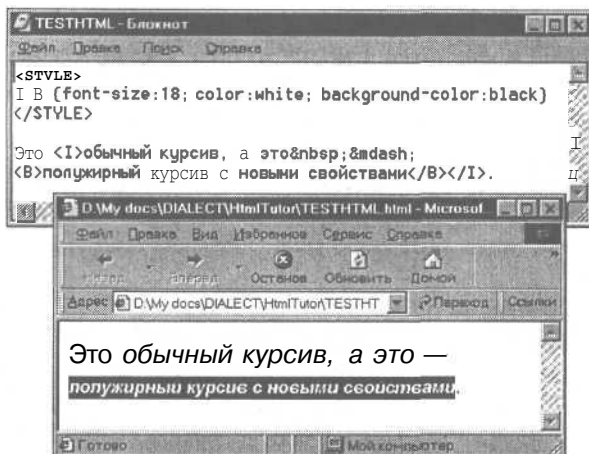 TESTHTML - Блокнот
Файл Правка Поиск Справка
<STYLE>
I B {font-size:18; color:white; background-color:black}
</STYLE>
Это <I>обычный курсив, а это&nbsp;&mdash;
<B>полужирный курсив с новыми свойствами</B></I>.
D:\My docs\DIALECT\HtmlTutor\TESTHTML.html - Microsof
Файл Правка Вид Избранное Сервис Справка
Назад Вперед Останов Обновить Домой
Адрес D:\My docs\DIALECT\HtmlTutor\TESTHT Переход Ссылки
Это обычный курсив, а это —
полужирный курсив с новыми свойствами.
Готово Мой компьютер